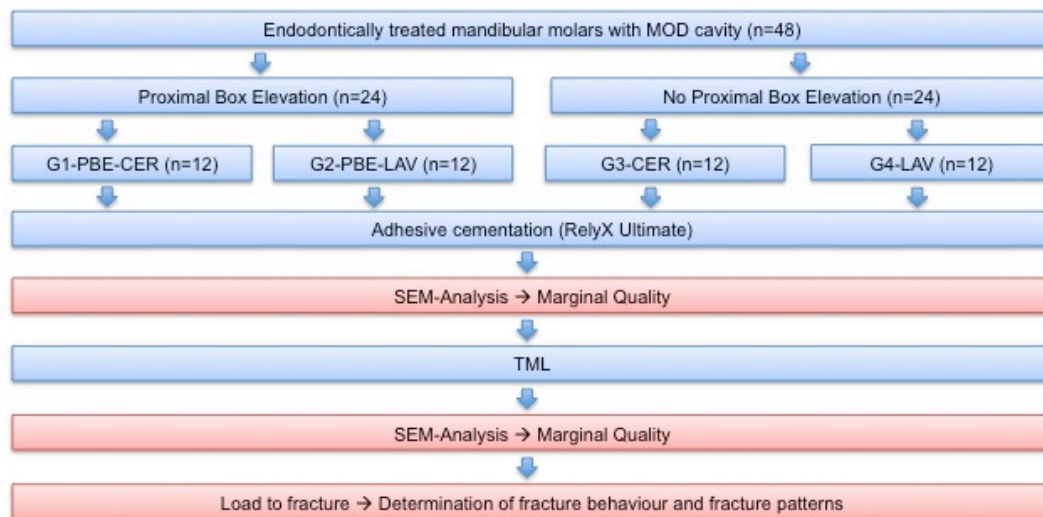 Endodontically treated mandibular molars with MOD cavity (n=48)
Proximal Box Elevation (n=24)
No Proximal Box Elevation (n=24)
G1-PBE-CER (n=12)
G2-PBE-LAV (n=12)
G3-CER (n=12)
G4-LAV (n=12)
Adhesive cementation (RelyX Ultimate)
SEM-Analysis → Marginal Quality
TML
SEM-Analysis → Marginal Quality
Load to fracture → Determination of fracture behaviour and fracture patterns